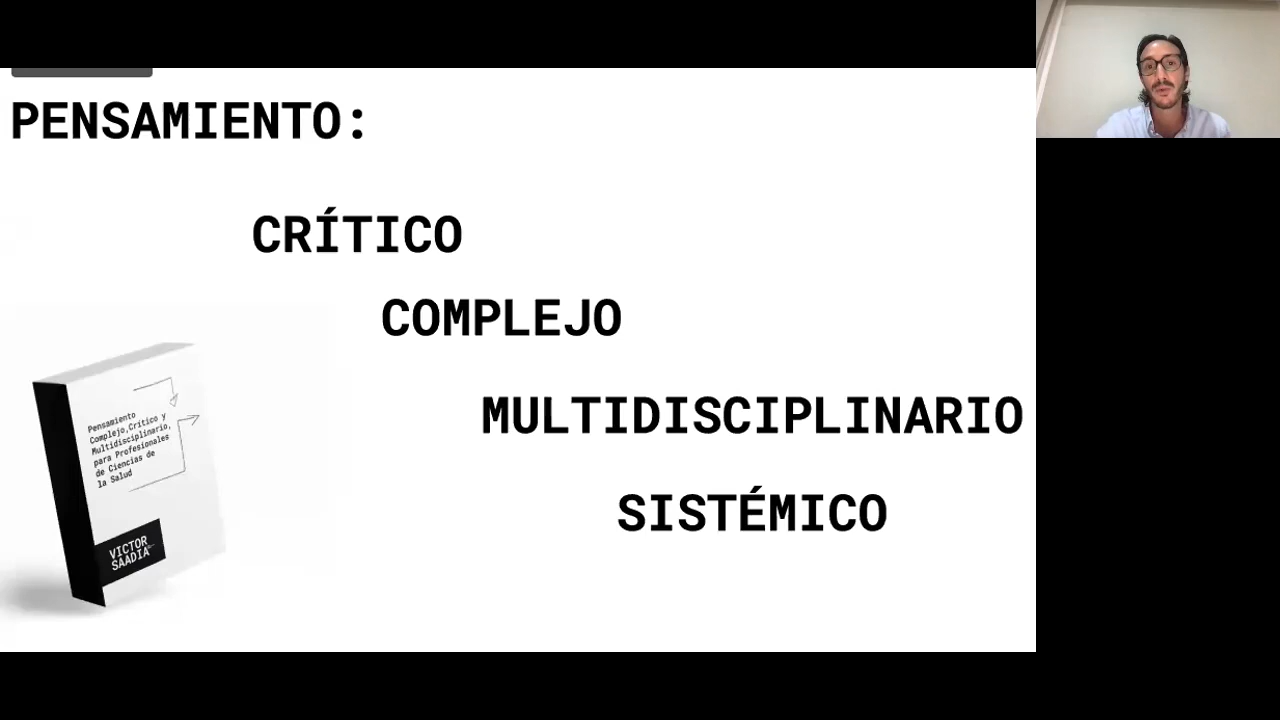 PENSAMIENTO:
CRÍTICO
COMPLEJO
MULTIDISCIPLINARIO
SISTÉMICO
Pensamiento
Complejo,Crítico y
Multidisciplinario,
para Profesionales
de Ciencias de
la Salud
VICTOR
SAADIA